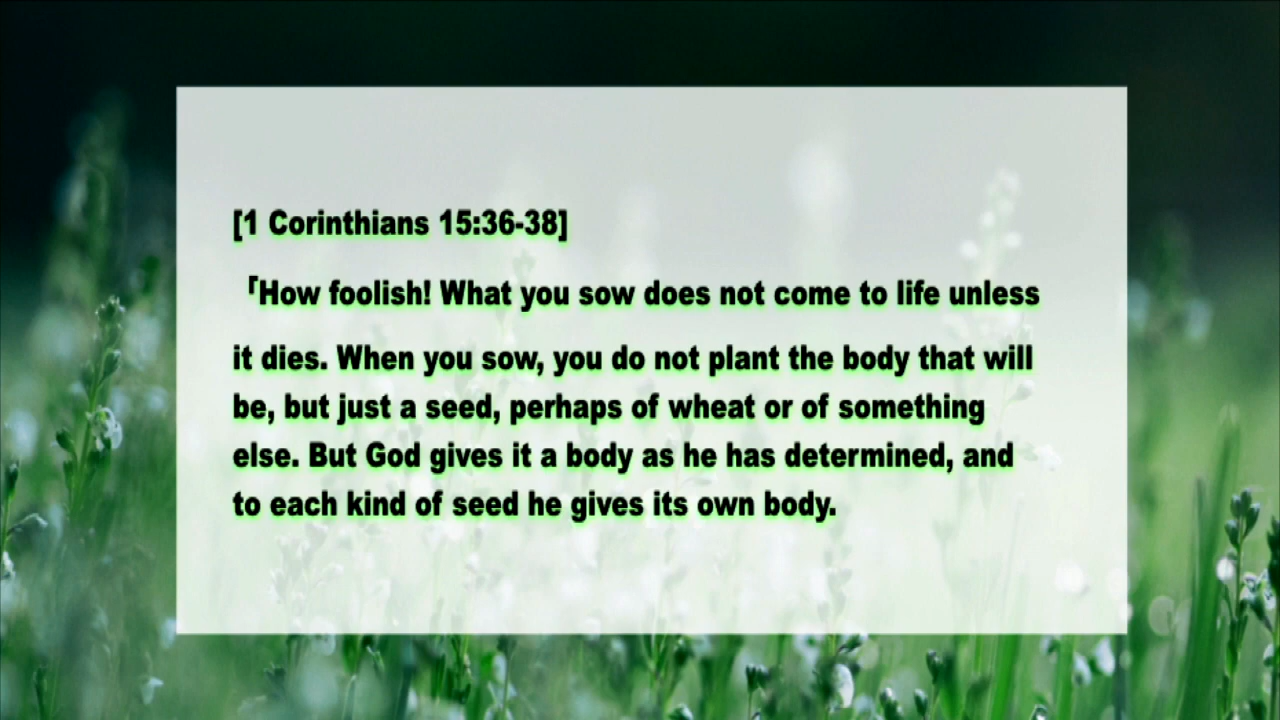 [1 Corinthians 15:36-38]
「How foolish! What you sow does not come to life unless
it dies. When you sow, you do not plant the body that will
be, but just a seed, perhaps of wheat or of something
else. But God gives it a body as he has determined, and
to each kind of seed he gives its own body.